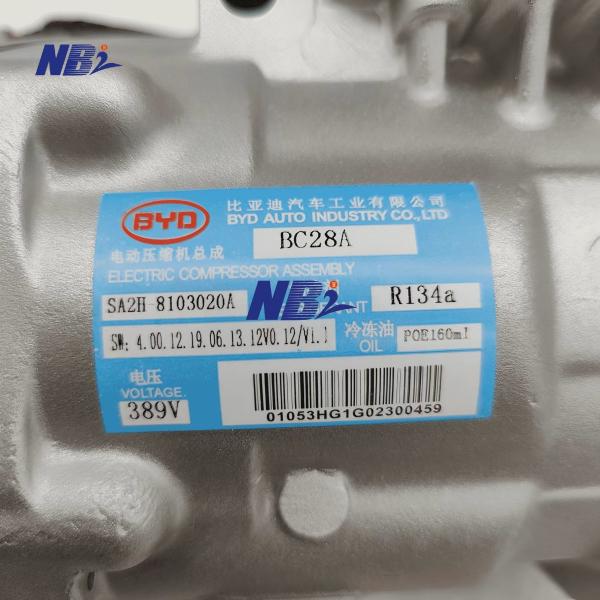 NB
比亚迪汽车工业有限公司
BYD
BYD AUTO INDUSTRY CO.,LTD
电动压缩机总成
BC28A
ELECTRIC COMPRESSOR ASSEMBLY
SA2H-8103020A
NB
ANT
R134a
SW: 4.00.12.19.06.13.12V0.12/V1.1
冷冻油
OIL
POE160ml
电压
VOLTAGE.
389V
01053HG1G02300459